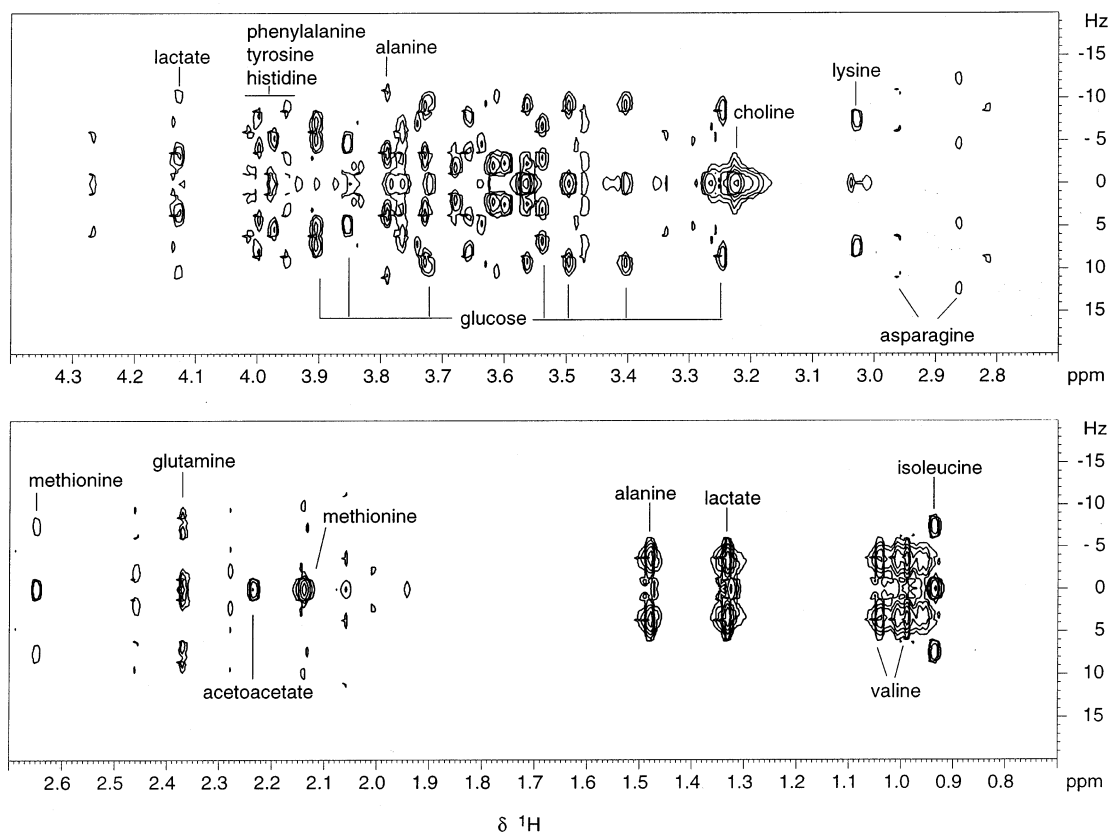 Hz
phenylalanine
tyrosine
histidine
lactate
alanine
lysine
choline
-15
-10
-5
0
5
10
15
glucose
asparagine
4.3 4.2 4.1 4.0 3.9 3.8 3.7 3.6 3.5 3.4 3.3 3.2 3.1 3.0 2.9 2.8 ppm
Hz
methionine
glutamine
methionine
alanine
lactate
isoleucine
-15
-10
-5
0
5
10
15
acetoacetate
valine
2.6 2.5 2.4 2.3 2.2 2.1 2.0 1.9 1.8 1.7 1.6 1.5 1.4 1.3 1.2 1.1 1.0 0.9 0.8 ppm
δ ¹H